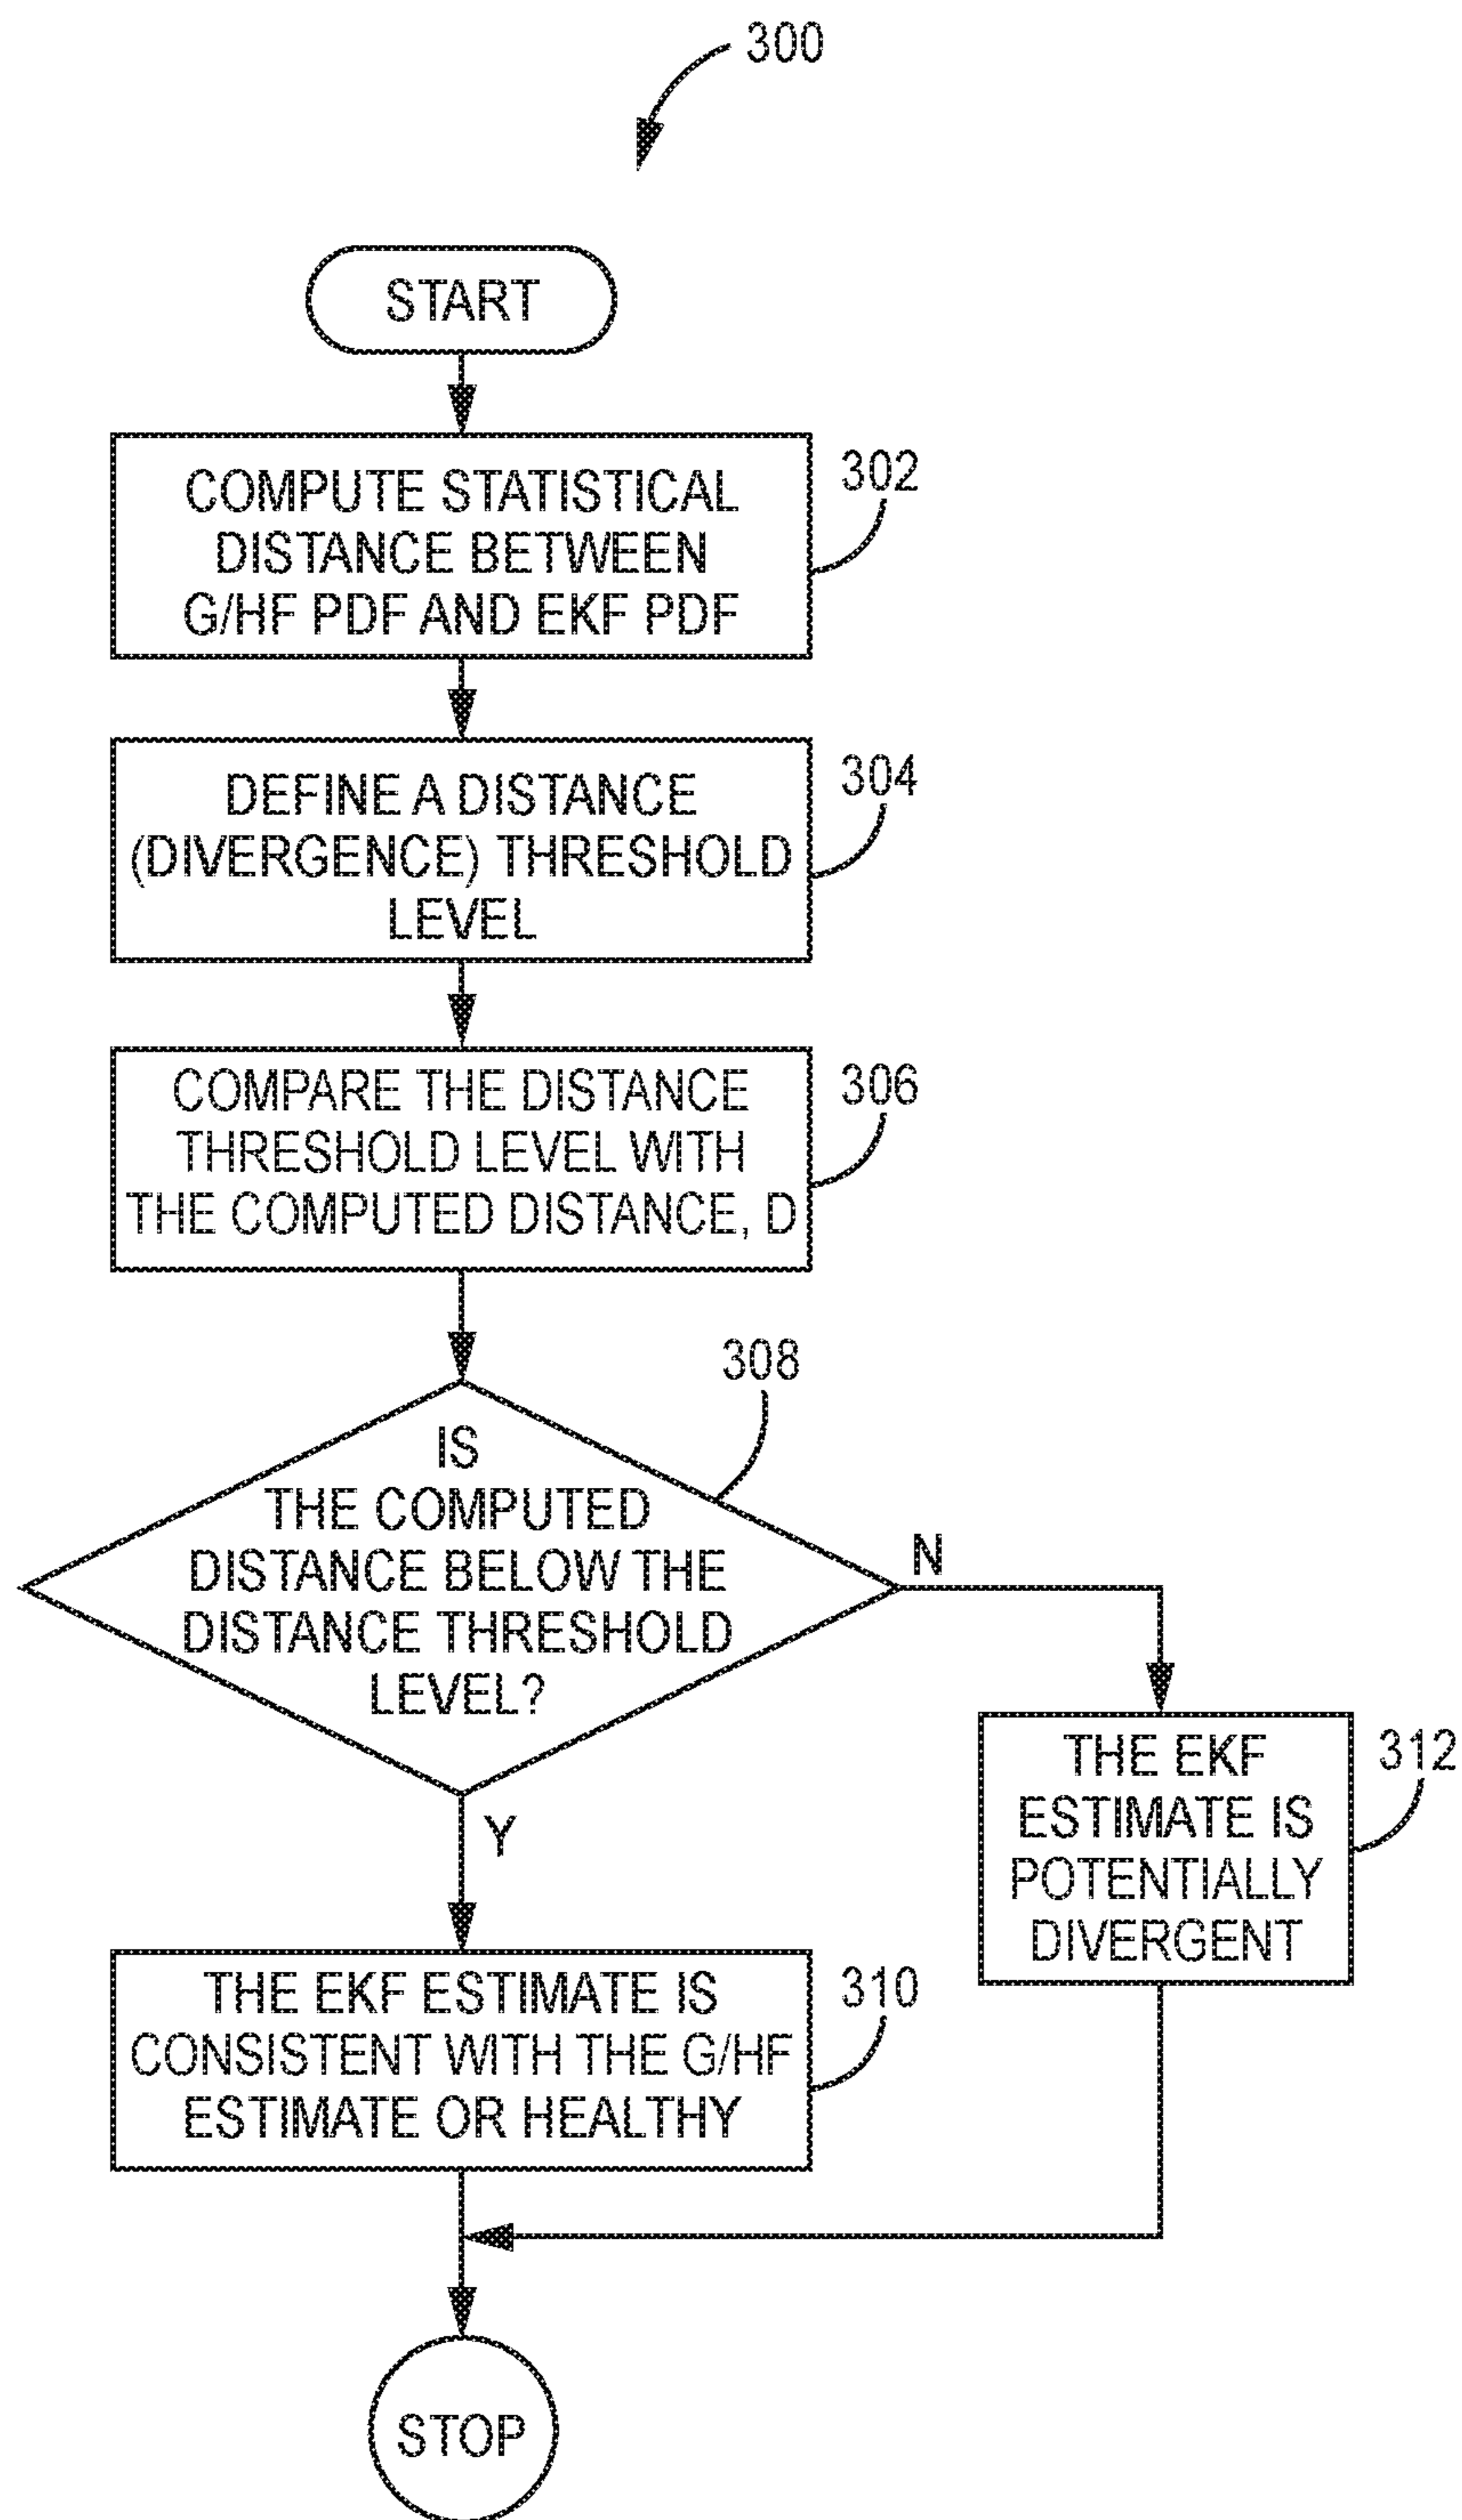 300
START
COMPUTE STATISTICAL
DISTANCE BETWEEN
G/HF PDF AND EKF PDF
302
DEFINE A DISTANCE
(DIVERGENCE) THRESHOLD
LEVEL
304
COMPARE THE DISTANCE
THRESHOLD LEVEL WITH
THE COMPUTED DISTANCE, D
306
308
IS
THE COMPUTED
DISTANCE BELOW THE
DISTANCE THRESHOLD
LEVEL?
N
Y
THE EKF
ESTIMATE IS
POTENTIALLY
DIVERGENT
312
THE EKF ESTIMATE IS
CONSISTENT WITH THE G/HF
ESTIMATE OR HEALTHY
310
STOP